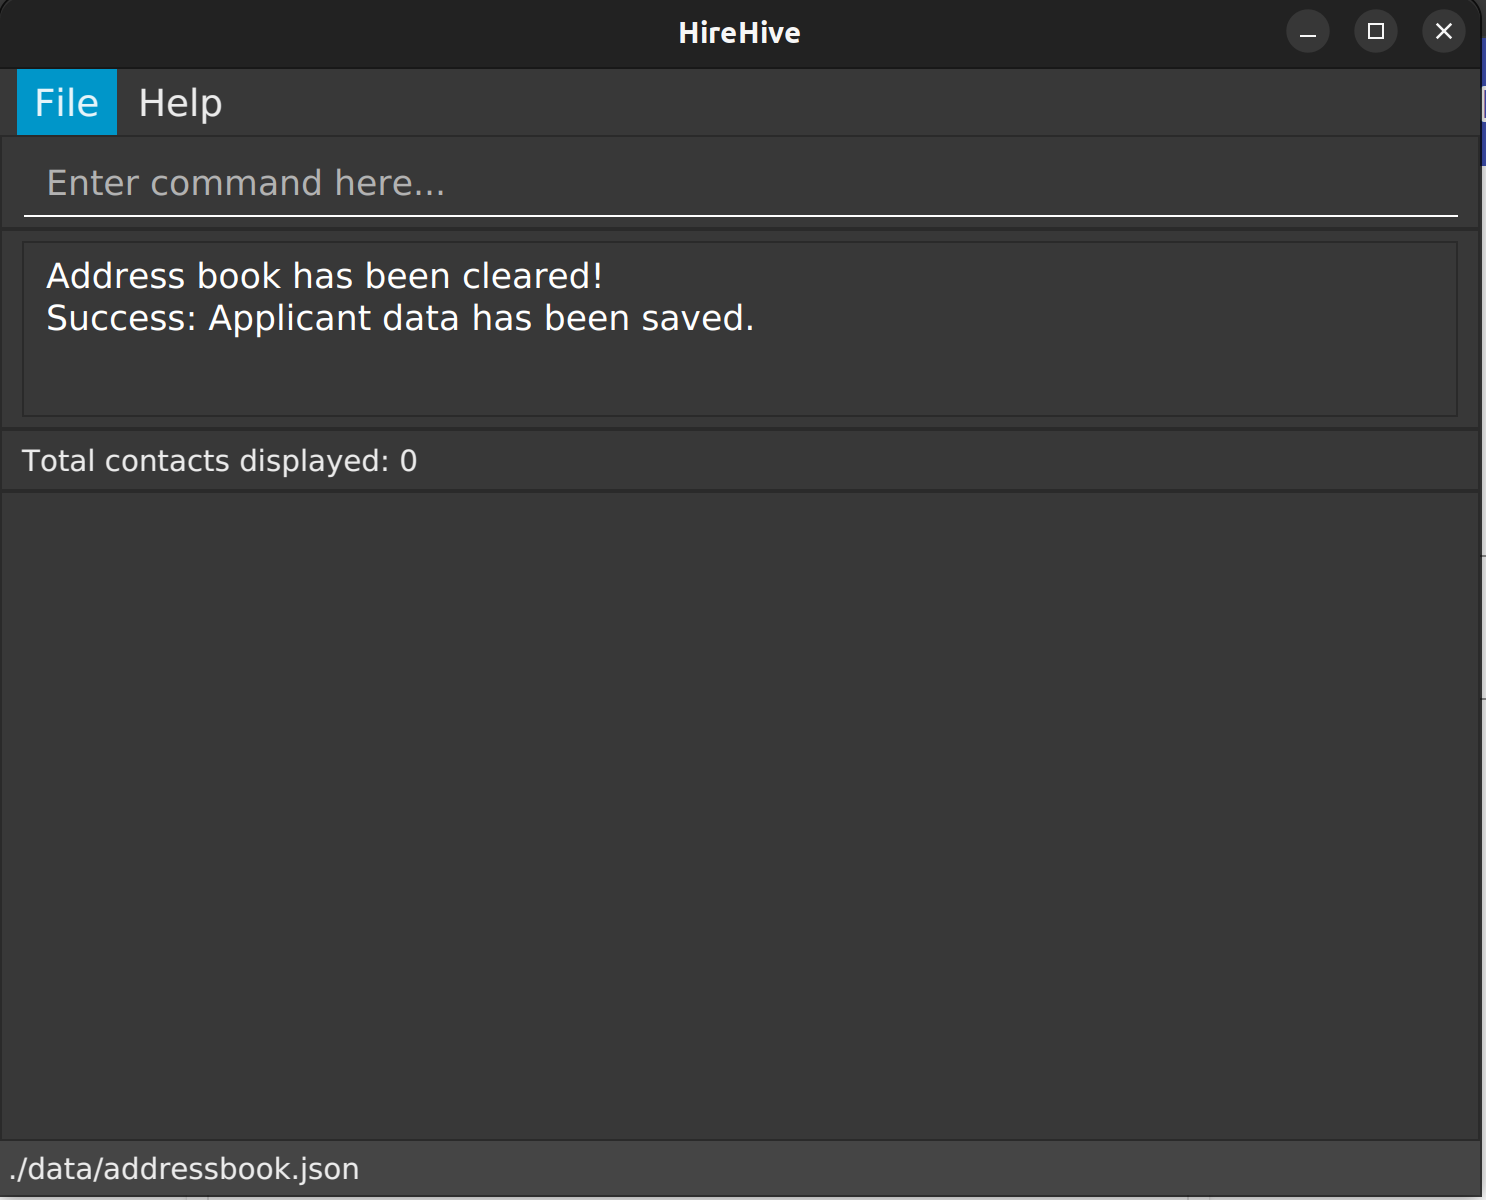 HireHive
File Help
Enter command here...
Address book has been cleared!
Success: Applicant data has been saved.
Total contacts displayed: 0
./data/addressbook.json